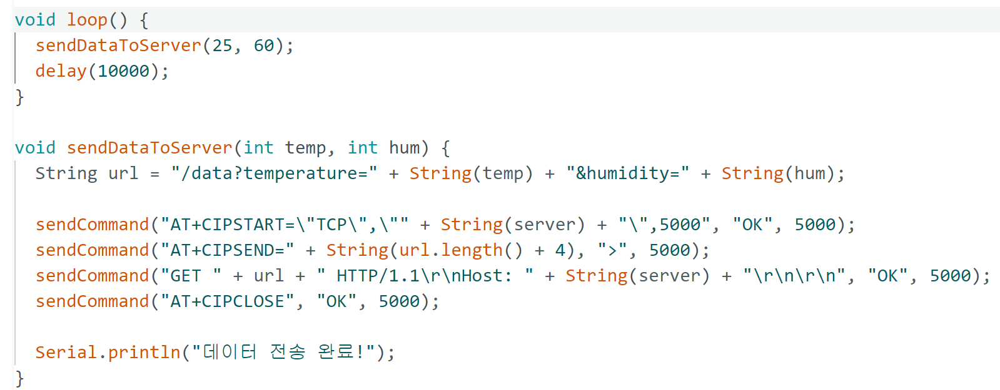 void loop() {
  sendDataToServer(25, 60);
  delay(10000);
}
void sendDataToServer(int temp, int hum) {
  String url = "/data?temperature=" + String(temp) + "&humidity=" + String(hum);
  sendCommand("AT+CIPSTART=\"TCP\",\"" + String(server) + "\",5000", "OK", 5000);
  sendCommand("AT+CIPSEND=" + String(url.length() + 4), ">", 5000);
  sendCommand("GET " + url + " HTTP/1.1\r\nHost: " + String(server) + "\r\n\r\n", "OK", 5000);
  sendCommand("AT+CIPCLOSE", "OK", 5000);
  Serial.println("데이터 전송 완료!");
}